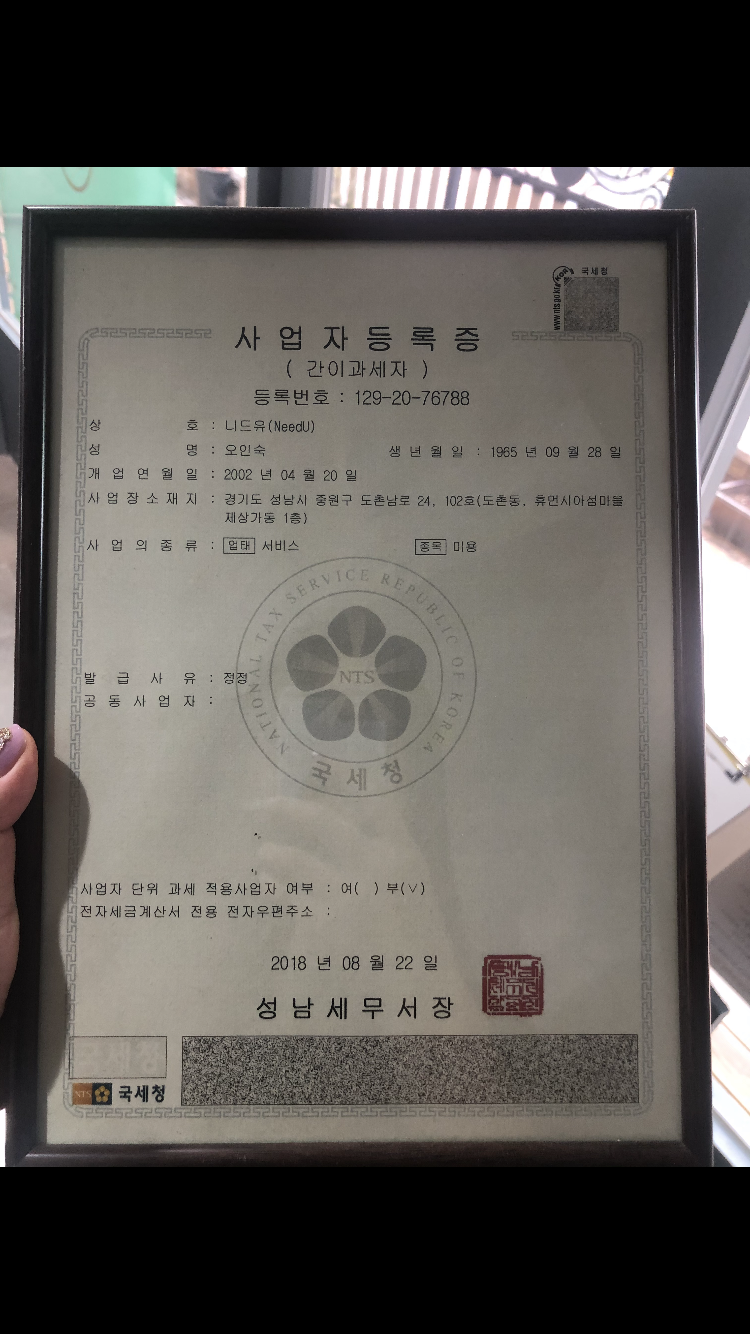 국세청
www.nts.go.kr
사업자등록증
( 간이과세자 )
등록번호 : 129-20-76788
상 호 : 니드유(NeedU)
성 명 : 오인숙 생 년 월 일 : 1965 년 09 월 28 일
개 업 연 월 일 : 2002 년 04 월 20 일
사 업 장 소 재 지 : 경기도 성남시 중원구 도촌남로 24, 102호(도촌동, 휴먼시아섬마을
제상가동 1층)
사 업 의 종 류 : 업태 서비스 종목 미용
NATIONAL TAX SERVICE REPUBLIC OF KOREA
NTS
국세청
발 급 사 유 : 정정
공 동 사 업 자 :
사업자 단위 과세 적용사업자 여부 : 여( ) 부(∨)
전자세금계산서 전용 전자우편주소 :
2018 년 08 월 22 일
성남세무서장
NTS 국세청